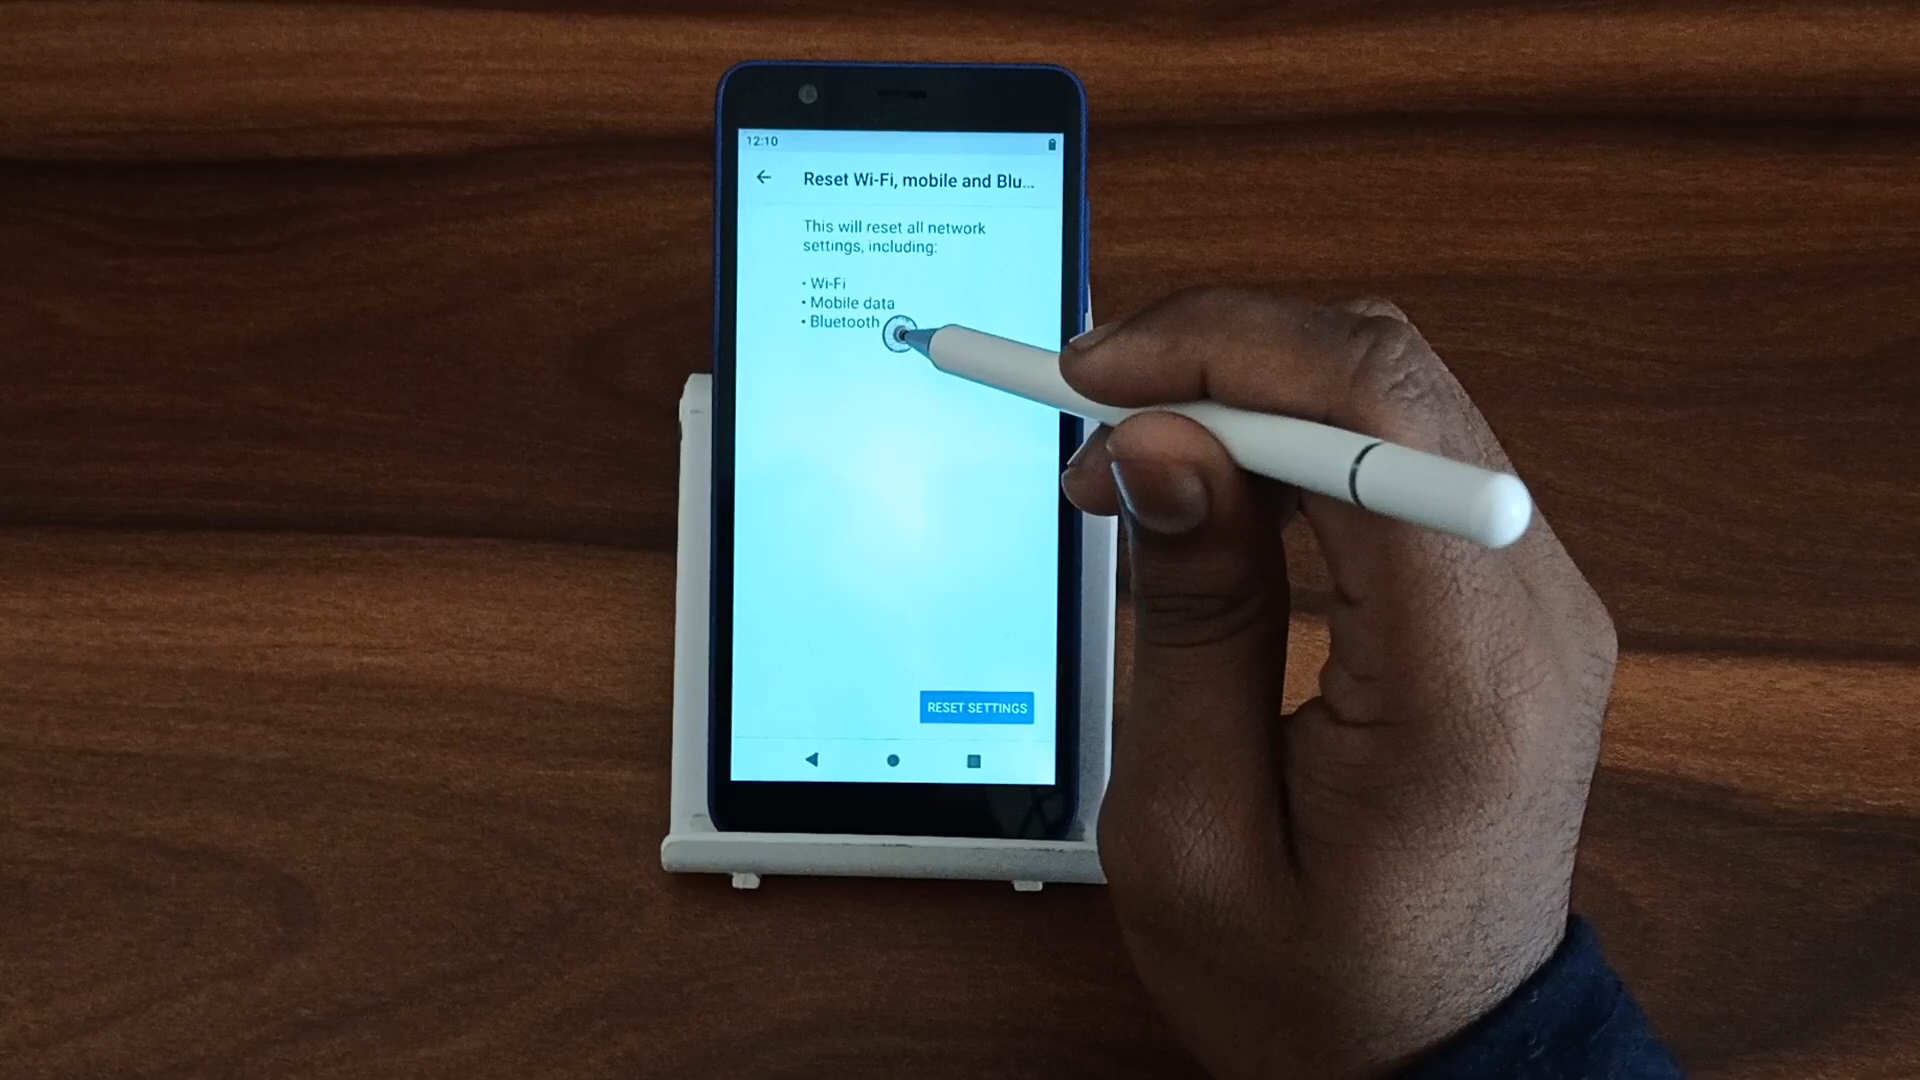 12:10
Reset Wi-Fi, mobile and Blu...
This will reset all network
settings, including:
• Wi-Fi
• Mobile data
• Bluetooth
RESET SETTINGS